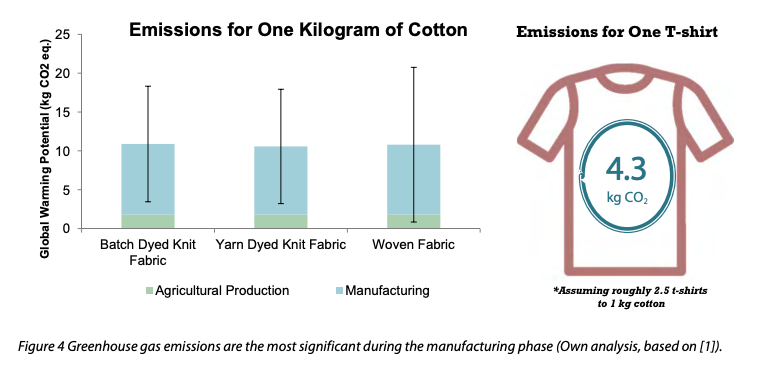 Emissions for One Kilogram of Cotton
Global Warming Potential (kg CO2 eq.)
25
20
15
10
5
0
Batch Dyed Knit
Fabric
Yarn Dyed Knit Fabric
Woven Fabric
Agricultural Production
Manufacturing
Emissions for One T-shirt
4.3
kg CO₂
*Assuming roughly 2.5 t-shirts
to 1 kg cotton
Figure 4 Greenhouse gas emissions are the most significant during the manufacturing phase (Own analysis, based on [1]).